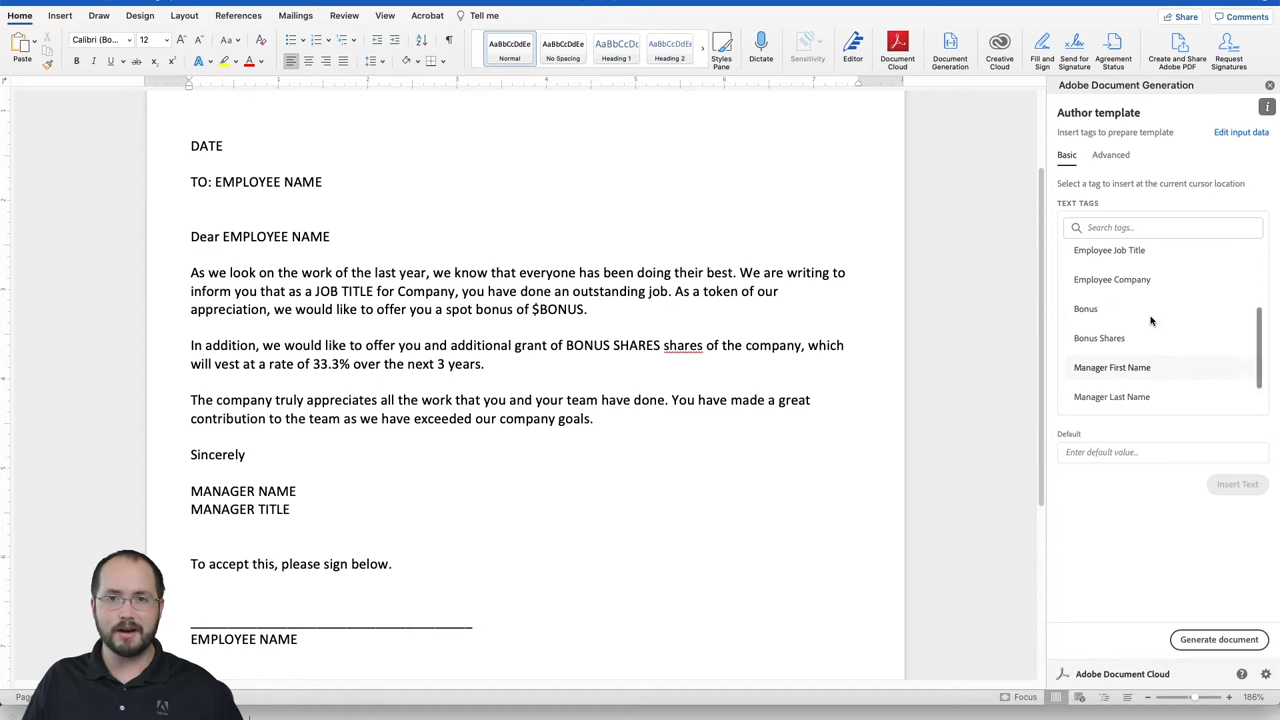 Home Insert Draw Design Layout References Mailings Review View Acrobat Tell me
Share Comments
Paste
Calibri (Bo... 12
AaBbCcDdEe AaBbCcDdEe AaBbCcDc AaBbCcDdEe
Normal No Spacing Heading 1 Heading 2
Styles Pane
Dictate
Sensitivity
Editor
Document Cloud
Document Generation
Creative Cloud
Fill and Sign
Send for Signature
Agreement Status
Create and Share Adobe PDF
Request Signatures
DATE
TO: EMPLOYEE NAME
Dear EMPLOYEE NAME
As we look on the work of the last year, we know that everyone has been doing their best. We are writing to
inform you that as a JOB TITLE for Company, you have done an outstanding job. As a token of our
appreciation, we would like to offer you a spot bonus of $BONUS.
In addition, we would like to offer you and additional grant of BONUS SHARES shares of the company, which
will vest at a rate of 33.3% over the next 3 years.
The company truly appreciates all the work that you and your team have done. You have made a great
contribution to the team as we have exceeded our company goals.
Sincerely
MANAGER NAME
MANAGER TITLE
To accept this, please sign below.
EMPLOYEE NAME
Adobe Document Generation
Author template
Insert tags to prepare template Edit input data
Basic Advanced
Select a tag to insert at the current cursor location
TEXT TAGS
Search tags...
Employee Job Title
Employee Company
Bonus
Bonus Shares
Manager First Name
Manager Last Name
Default
Enter default value...
Insert Text
Generate document
Adobe Document Cloud
Focus 186%